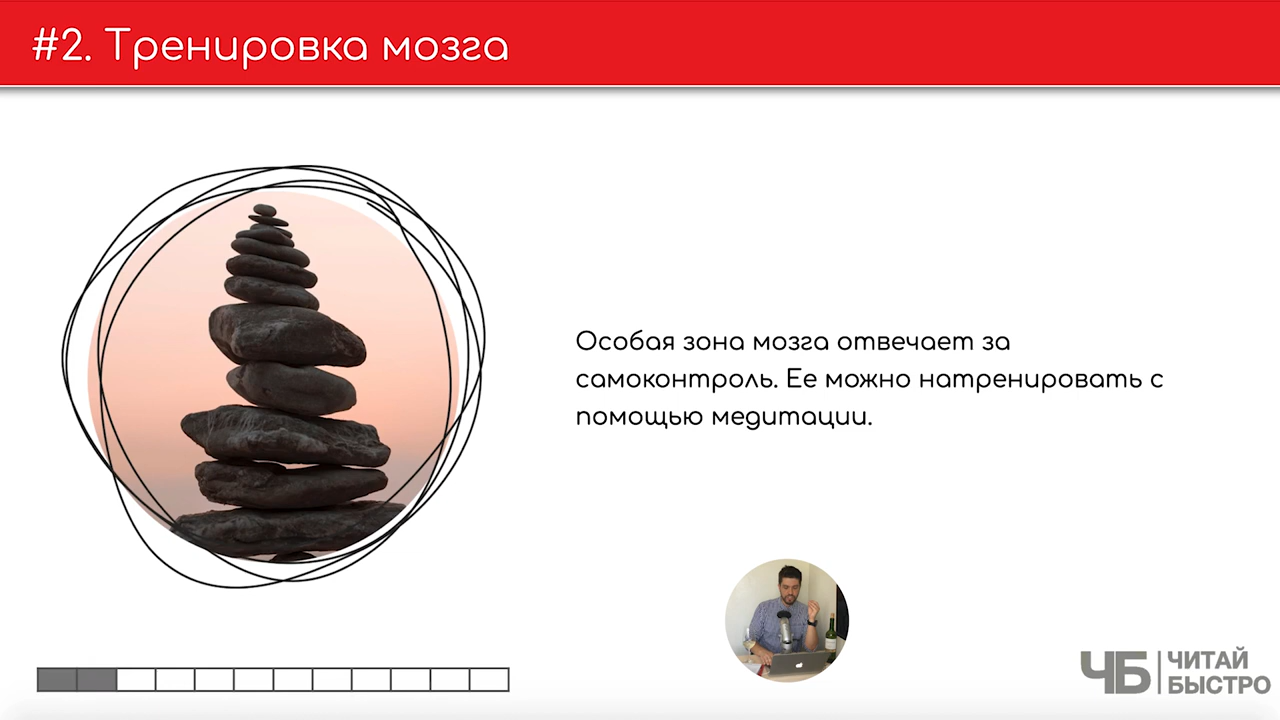 #2. Тренировка мозга
Особая зона мозга отвечает за
самоконтроль. Ее можно натренировать с
помощью медитации.
ЧБ
ЧИТАЙ
БЫСТРО